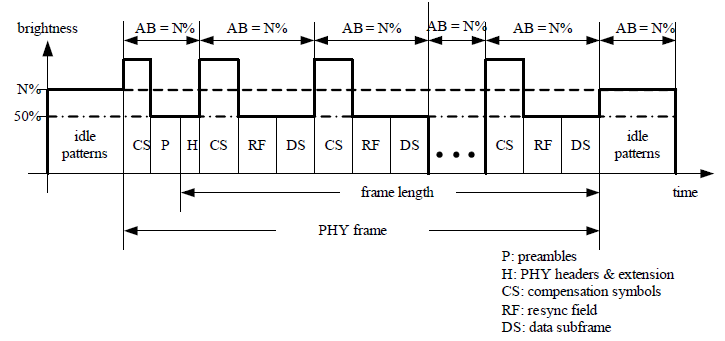 brightness
AB = N% AB = N% AB = N% AB = N% AB = N% AB = N%
N%
50%
idle patterns CS P H CS RF DS CS RF DS ••• CS RF DS idle patterns
frame length
time
PHY frame
P: preambles
H: PHY headers & extension
CS: compensation symbols
RF: resync field
DS: data subframe